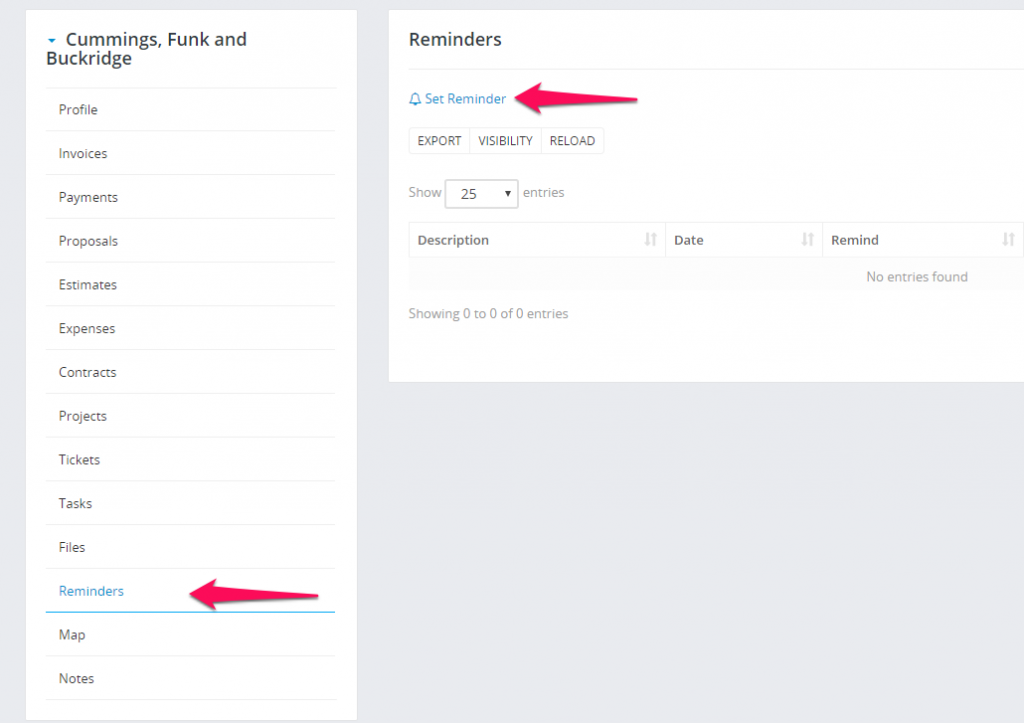 Cummings, Funk and
Buckridge
Profile
Invoices
Payments
Proposals
Estimates
Expenses
Contracts
Projects
Tickets
Tasks
Files
Reminders
Map
Notes
Reminders
Set Reminder
EXPORT VISIBILITY RELOAD
Show 25 entries
Description Date Remind
No entries found
Showing 0 to 0 of 0 entries